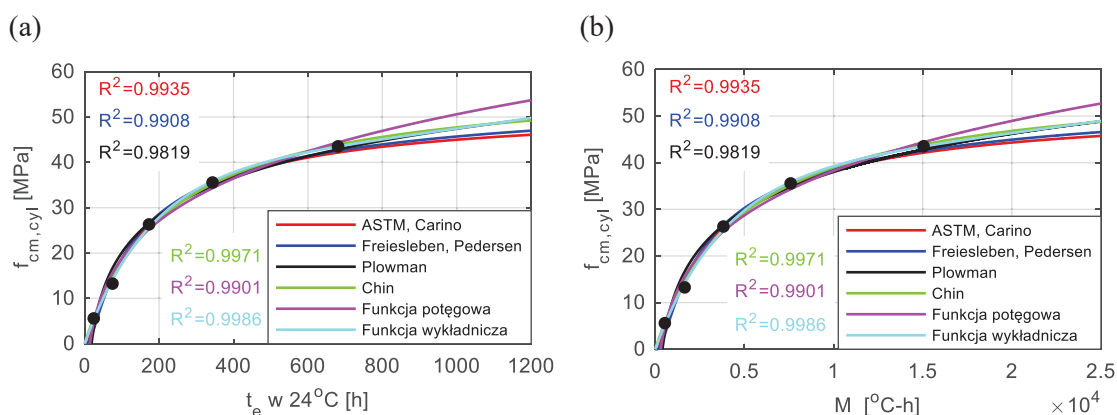 (a)
60
50
40
30
20
10
0
f_cm,cyl [MPa]
R²=0.9935
R²=0.9908
R²=0.9819
R²=0.9971
R²=0.9901
R²=0.9986
ASTM, Carino
Freiesleben, Pedersen
Plowman
Chin
Funkcja potęgowa
Funkcja wykładnicza
0 200 400 600 800 1000 1200
t_e w 24°C [h]
(b)
60
50
40
30
20
10
0
f_cm,cyl [MPa]
R²=0.9935
R²=0.9908
R²=0.9819
R²=0.9971
R²=0.9901
R²=0.9986
ASTM, Carino
Freiesleben, Pedersen
Plowman
Chin
Funkcja potęgowa
Funkcja wykładnicza
0 0.5 1.0 1.5 2.0 2.5
M [°C-h]
× 10⁴